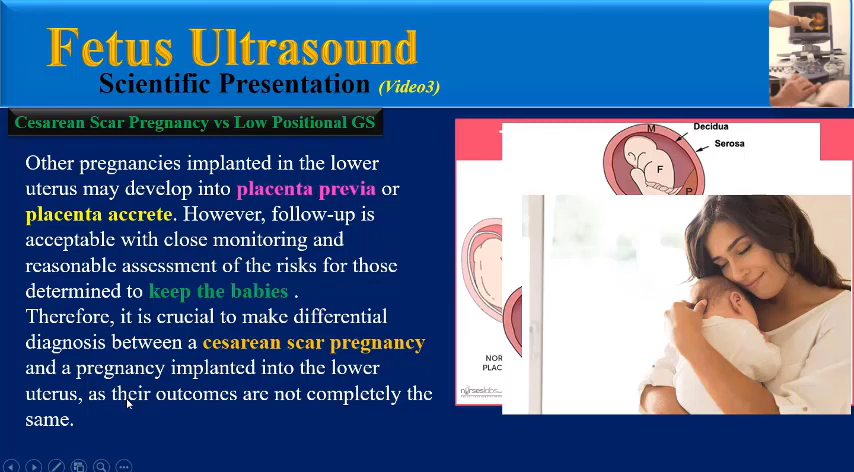 Fetus Ultrasound
Scientific Presentation (Video3)
Cesarean Scar Pregnancy vs Low Positional GS
Other pregnancies implanted in the lower
uterus may develop into placenta previa or
placenta accrete. However, follow-up is
acceptable with close monitoring and
reasonable assessment of the risks for those
determined to keep the babies .
Therefore, it is crucial to make differential
diagnosis between a cesarean scar pregnancy
and a pregnancy implanted into the lower
uterus, as their outcomes are not completely the
same.
M
Decidua
Serosa
F
P
NOR
PLAC
nurseslabs